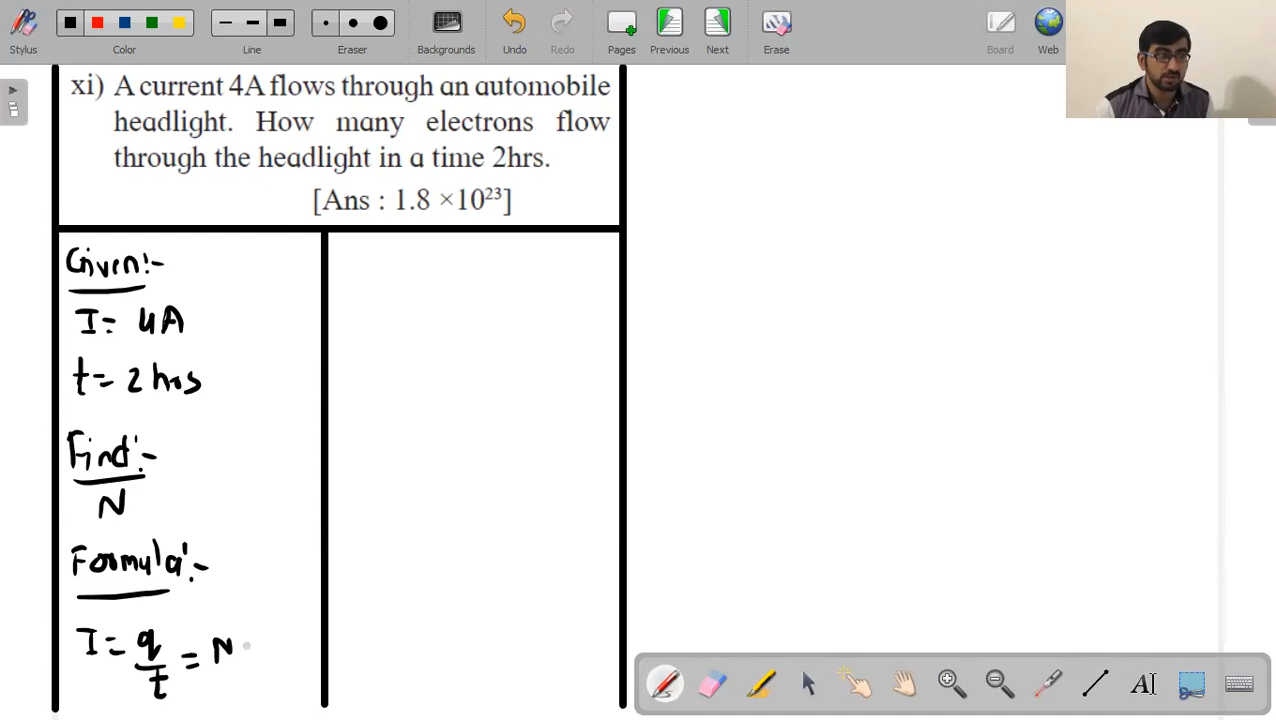 Stylus Color Line Eraser Backgrounds Undo Redo Pages Previous Next Erase Board Web
xi) A current 4A flows through an automobile
headlight. How many electrons flow
through the headlight in a time 2hrs.
[Ans : 1.8 ×10²³]
Given:-
I = 4A
t = 2 hrs
Find:-
N
Formula:-
I = q/t = N